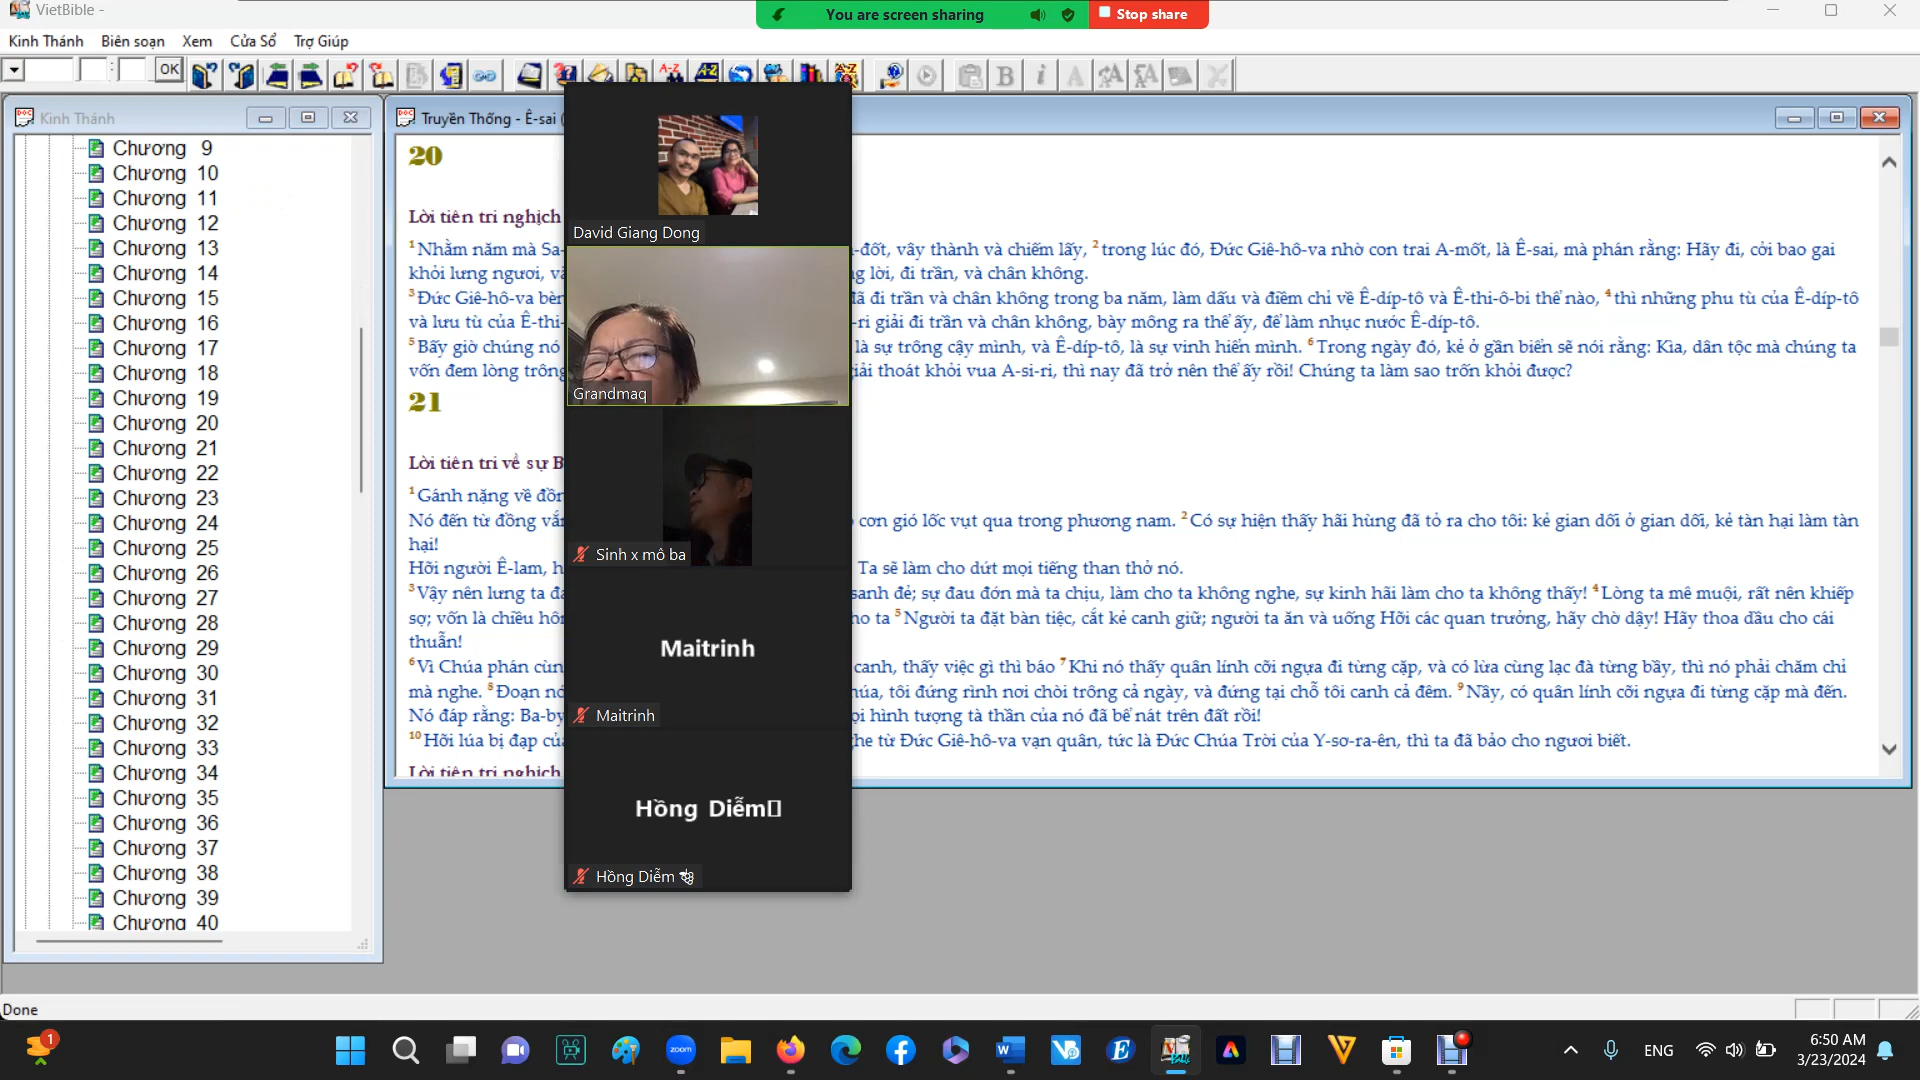 VietBible -
You are screen sharing
Stop share
Kinh Thánh Biên soạn Xem Cửa Sổ Trợ Giúp
: OK
Kinh Thánh
Chương 9
Chương 10
Chương 11
Chương 12
Chương 13
Chương 14
Chương 15
Chương 16
Chương 17
Chương 18
Chương 19
Chương 20
Chương 21
Chương 22
Chương 23
Chương 24
Chương 25
Chương 26
Chương 27
Chương 28
Chương 29
Chương 30
Chương 31
Chương 32
Chương 33
Chương 34
Chương 35
Chương 36
Chương 37
Chương 38
Chương 39
Chương 40
Truyền Thống - Ê-sai (
20
Lời tiên tri nghịch
1 Nhằm năm mà Sa- -đốt, vây thành và chiếm lấy, 2 trong lúc đó, Đức Giê-hô-va nhờ con trai A-mốt, là Ê-sai, mà phán rằng: Hãy đi, cởi bao gai
khỏi lưng ngươi, và g lời, đi trần, và chân không.
3 Đức Giê-hô-va bèn đã đi trần và chân không trong ba năm, làm dấu và điềm chỉ về Ê-díp-tô và Ê-thi-ô-bi thể nào, 4 thì những phu tù của Ê-díp-tô
và lưu tù của Ê-thi- -ri giải đi trần và chân không, bày mông ra thể ấy, để làm nhục nước Ê-díp-tô.
5 Bấy giờ chúng nó là sự trông cậy mình, và Ê-díp-tô, là sự vinh hiển mình. 6 Trong ngày đó, kẻ ở gần biển sẽ nói rằng: Kìa, dân tộc mà chúng ta
vốn đem lòng trông giải thoát khỏi vua A-si-ri, thì nay đã trở nên thể ấy rồi! Chúng ta làm sao trốn khỏi được?
21
Lời tiên tri về sự B
1 Gánh nặng về đồn
Nó đến từ đồng vắn cơn gió lốc vụt qua trong phương nam. 2 Có sự hiện thấy hãi hùng đã tỏ ra cho tôi: kẻ gian dối ở gian dối, kẻ tàn hại làm tàn
hại!
Hỡi người Ê-lam, h Ta sẽ làm cho dứt mọi tiếng than thở nó.
3 Vậy nên lưng ta đa sanh đẻ; sự đau đón mà ta chịu, làm cho ta không nghe, sự kinh hãi làm cho ta không thấy! 4 Lòng ta mê muội, rất nên khiếp
sợ; vốn là chiều hôm ho ta 5 Người ta đặt bàn tiệc, cắt kẻ canh giữ; người ta ăn và uống Hỡi các quan trưởng, hãy chờ dậy! Hãy thoa dầu cho cái
thuẫn!
6 Vì Chúa phán cùn canh, thấy việc gì thì báo 7 Khi nó thấy quân lính cỡi ngựa đi từng cặp, và có lừa cùng lạc đà từng bầy, thì nó phải chăm chỉ
mà nghe. 8 Đoạn nó húa, tôi đứng rình nơi chòi trông cả ngày, và đứng tại chỗ tôi canh cả đêm. 9 Nầy, có quân lính cỡi ngựa đi từng cặp mà đến.
Nó đáp rằng: Ba-by ọi hình tượng tà thần của nó đã bể nát trên đất rồi!
10 Hỡi lúa bị đạp củ he từ Đức Giê-hô-va vạn quân, tức là Đức Chúa Trời của Y-sơ-ra-ên, thì ta đã bảo cho ngươi biết.
Lời tiên tri nghịch
David Giang Dong
Grandmaq
Sinh x mô ba
Maitrinh
Maitrinh
Hồng Diễm
Hồng Diễm
Done
1
zoom
ENG
6:50 AM
3/23/2024